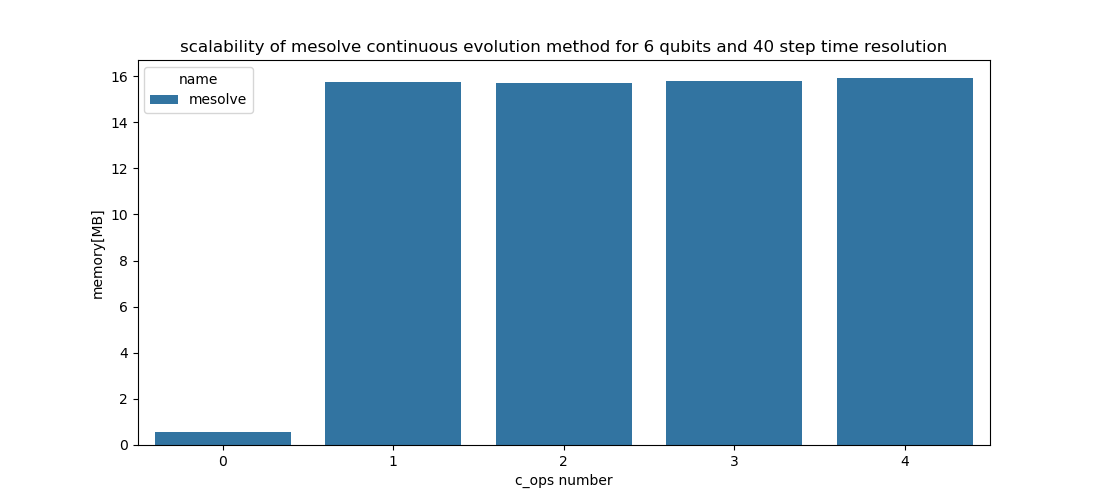 scalability of mesolve continuous evolution method for 6 qubits and 40 step time resolution
name
mesolve
16
14
12
10
8
6
4
2
0
memory[MB]
0 1 2 3 4
c_ops number